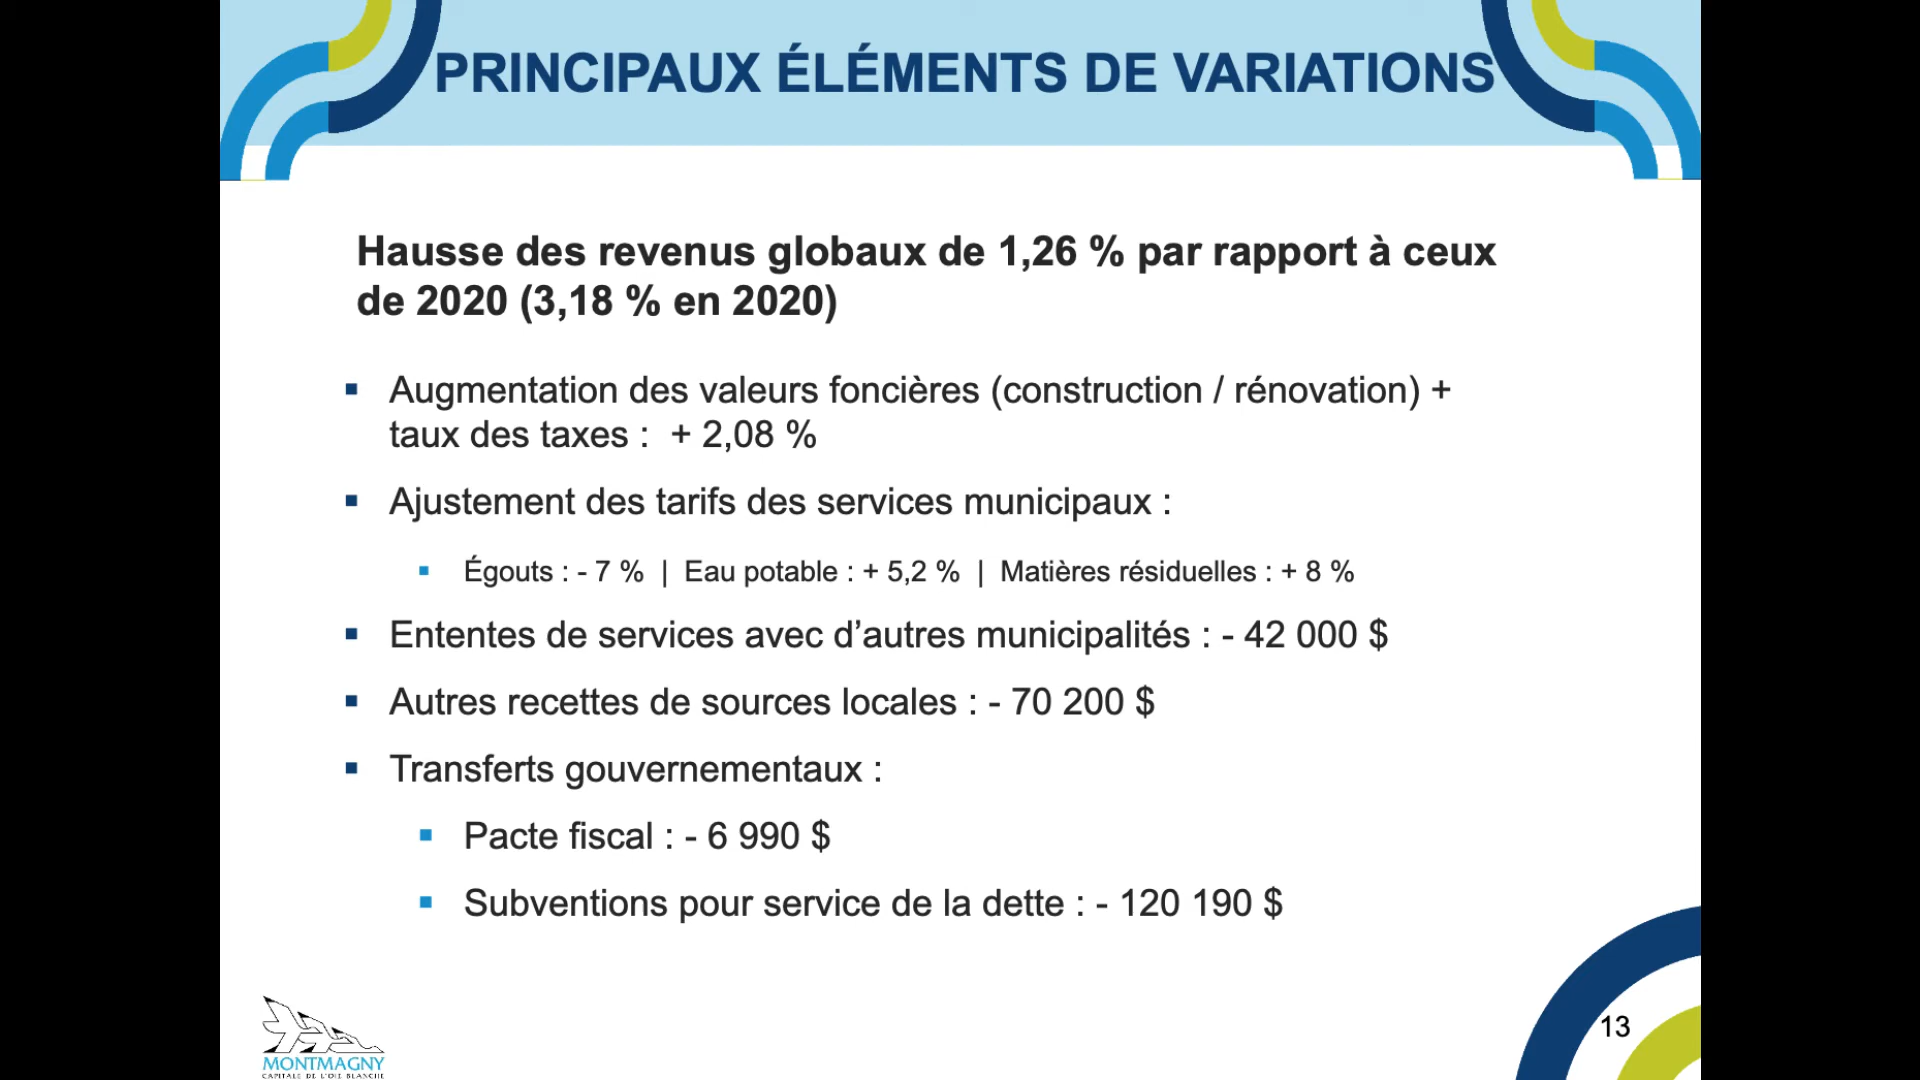 PRINCIPAUX ÉLÉMENTS DE VARIATIONS
Hausse des revenus globaux de 1,26 % par rapport à ceux
de 2020 (3,18 % en 2020)
▪ Augmentation des valeurs foncières (construction / rénovation) +
taux des taxes : + 2,08 %
▪ Ajustement des tarifs des services municipaux :
▪ Égouts : - 7 % | Eau potable : + 5,2 % | Matières résiduelles : + 8 %
▪ Ententes de services avec d’autres municipalités : - 42 000 $
▪ Autres recettes de sources locales : - 70 200 $
▪ Transferts gouvernementaux :
▪ Pacte fiscal : - 6 990 $
▪ Subventions pour service de la dette : - 120 190 $
13
MONTMAGNY
CAPITALE DE L'OIE BLANCHE